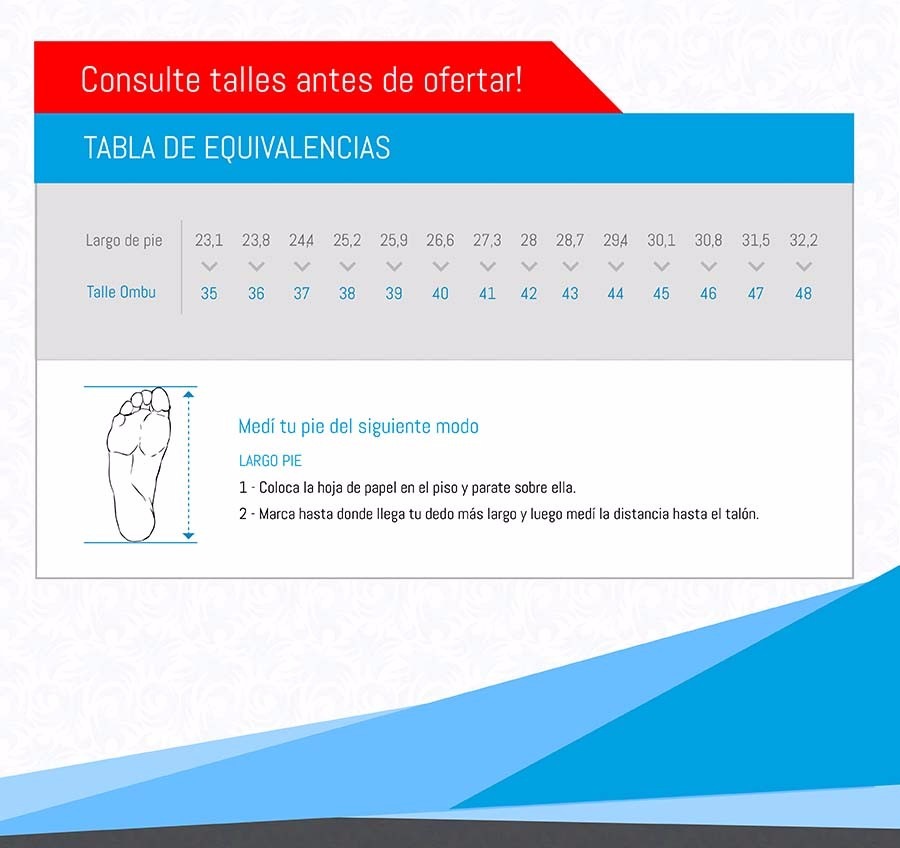 Consulte talles antes de ofertar!
TABLA DE EQUIVALENCIAS
Largo de pie 23,1 23,8 24,4 25,2 25,9 26,6 27,3 28 28,7 29,4 30,1 30,8 31,5 32,2
Talle Ombu 35 36 37 38 39 40 41 42 43 44 45 46 47 48
Medí tu pie del siguiente modo
LARGO PIE
1 - Coloca la hoja de papel en el piso y parate sobre ella.
2 - Marca hasta donde llega tu dedo más largo y luego medí la distancia hasta el talón.